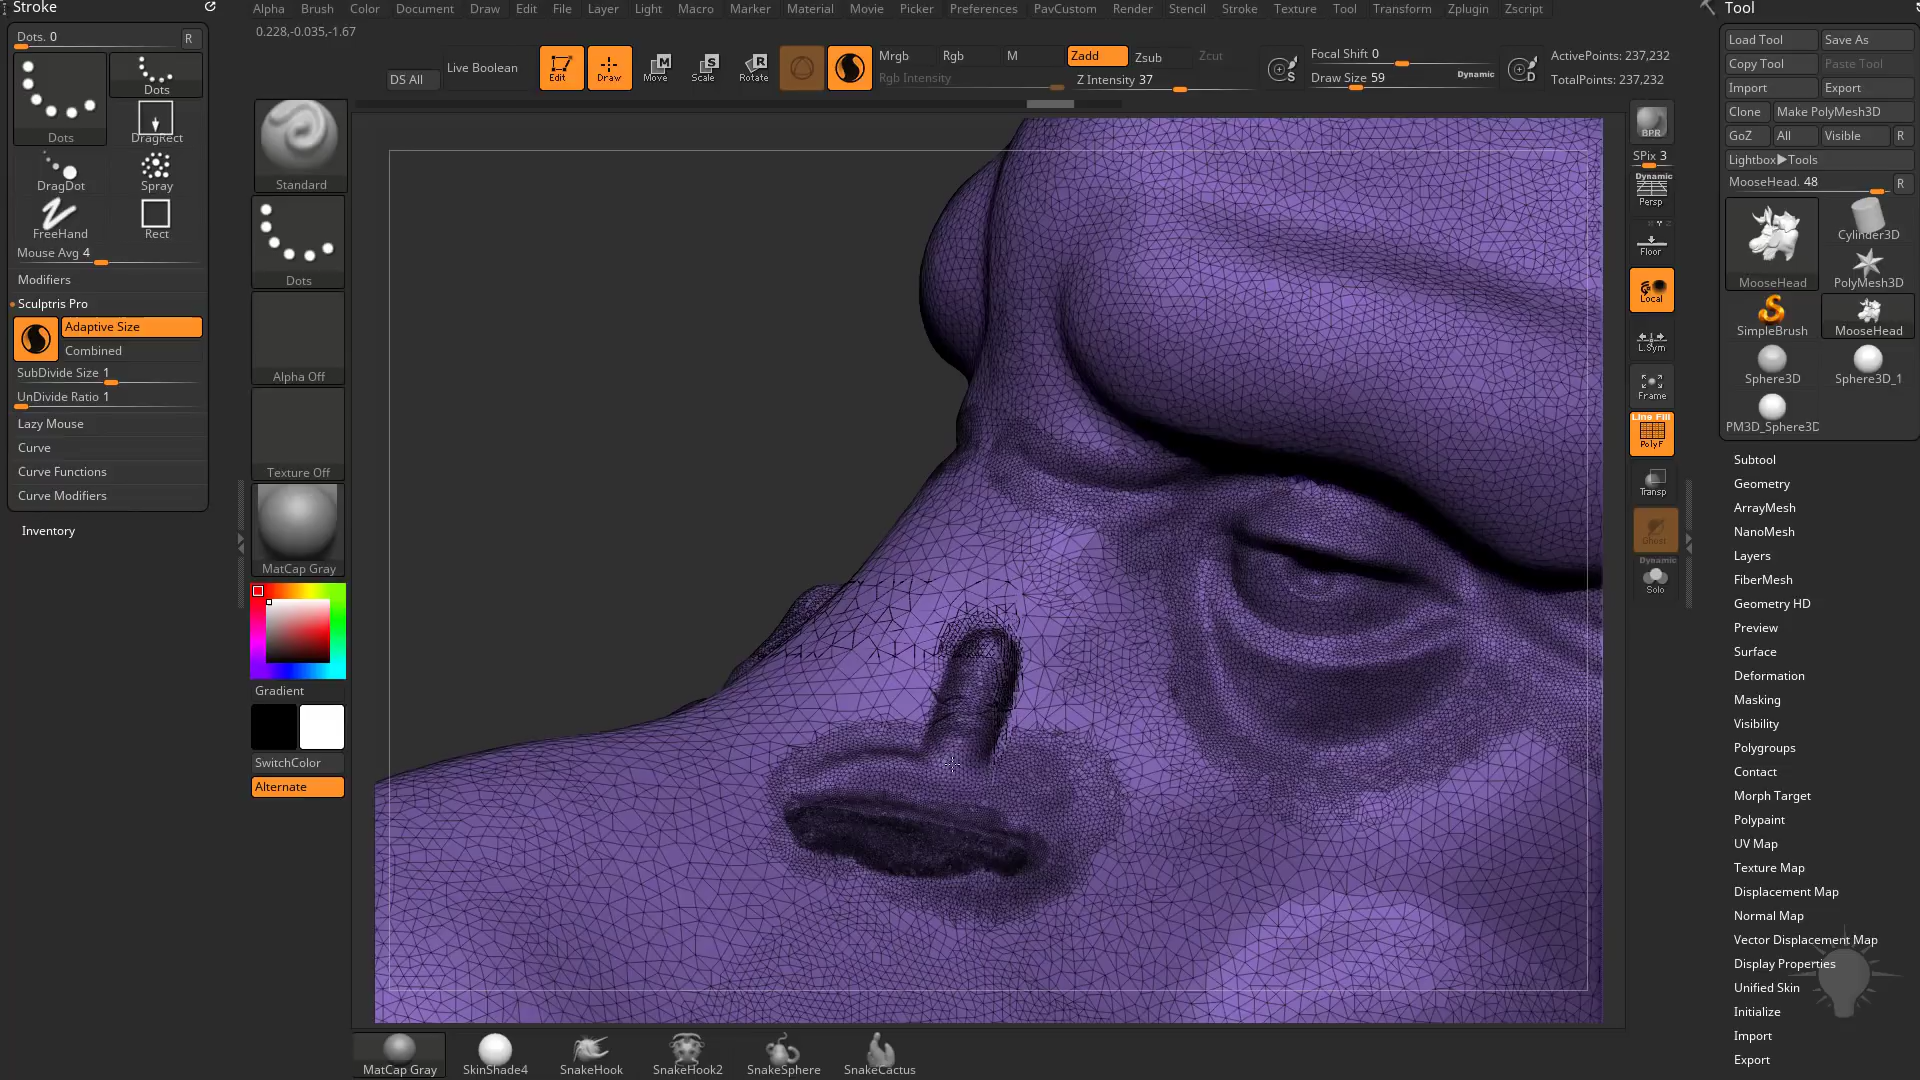 Stroke
Alpha Brush Color Document Draw Edit File Layer Light Macro Marker Material Movie Picker Preferences PavCustom Render Stencil Stroke Texture Tool Transform Zplugin Zscript
Tool
0.228,-0.035,-1.67
Dots. 0
R
Dots
Dots
DragRect
DragDot
Spray
FreeHand
Rect
Mouse Avg 4
Modifiers
Sculptris Pro
Adaptive Size
Combined
SubDivide Size 1
UnDivide Ratio 1
Lazy Mouse
Curve
Curve Functions
Curve Modifiers
Inventory
DS All
Live Boolean
Edit
Draw
Move
M
Scale
S
Rotate
R
Mrgb
Rgb
M
Rgb Intensity
Zadd
Zsub
Zcut
Z Intensity 37
S
Focal Shift 0
Draw Size 59
Dynamic
D
ActivePoints: 237,232
TotalPoints: 237,232
Standard
Dots
Alpha Off
Texture Off
MatCap Gray
Gradient
SwitchColor
Alternate
BPR
SPix 3
Dynamic
Persp
Floor
Local
L.Sym
Frame
Line Fill
PolyF
Transp
Ghost
Dynamic
Solo
Load Tool
Save As
Copy Tool
Paste Tool
Import
Export
Clone
Make PolyMesh3D
GoZ
All
Visible
R
Lightbox▶Tools
MooseHead. 48
R
MooseHead
Cylinder3D
PolyMesh3D
SimpleBrush
MooseHead
Sphere3D
Sphere3D_1
PM3D_Sphere3D
Subtool
Geometry
ArrayMesh
NanoMesh
Layers
FiberMesh
Geometry HD
Preview
Surface
Deformation
Masking
Visibility
Polygroups
Contact
Morph Target
Polypaint
UV Map
Texture Map
Displacement Map
Normal Map
Vector Displacement Map
Display Properties
Unified Skin
Initialize
Import
Export
MatCap Gray
SkinShade4
SnakeHook
SnakeHook2
SnakeSphere
SnakeCactus